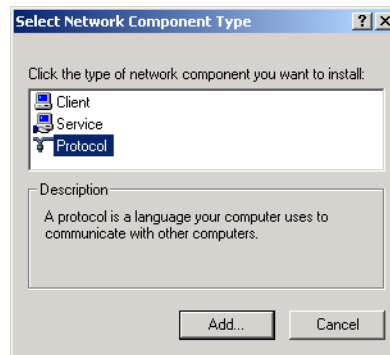 Select Network Component Type
Click the type of network component you want to install:
Client
Service
Protocol
Description
A protocol is a language your computer uses to
communicate with other computers.
Add... Cancel